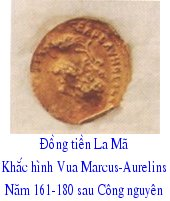 Đồng tiền La Mã
Khắc hình Vua Marcus-Aurelins
Năm 161-180 sau Công nguyên